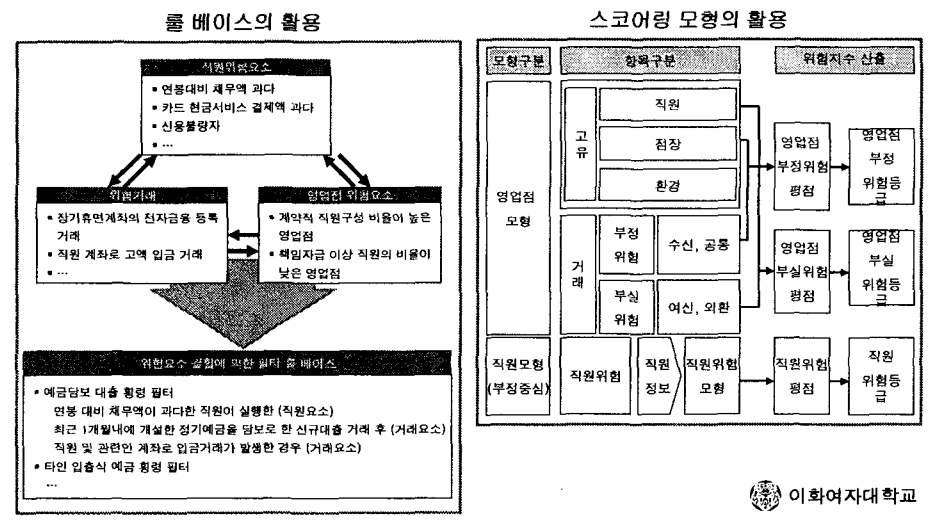 룰 베이스의 활용
직원위험요소
▪ 연봉대비 채무액 과다
▪ 카드 현금서비스 결제액 과다
▪ 신용불량자
▪ …
위험거래
▪ 장기휴면계좌의 전자금융 등록
거래
▪ 직원 계좌로 고액 입금 거래
▪ …
영업점 위험요소
▪ 계약직 직원구성 비율이 높은
영업점
▪ 책임자급 이상 직원의 비율이
낮은 영업점
위험요소 결합에 의한 필터 룰 베이스
▪ 예금담보 대출 횡령 필터
연봉 대비 채무액이 과다한 직원이 실행한 (직원요소)
최근 1개월내에 개설한 정기예금을 담보로 한 신규대출 거래 후 (거래요소)
직원 및 관련인 계좌로 입금거래가 발생한 경우 (거래요소)
▪ 타인 입출식 예금 횡령 필터
…
스코어링 모형의 활용
모형구분
항목구분
위험지수 산출
영업점
모형
고
유
직원
점장
환경
거
래
부정
위험
수신, 공통
부실
위험
여신, 외환
영업점
부정위험
평점
영업점
부정
위험등
급
영업점
부실위험
평점
영업점
부실
위험등
급
직원모형
(부정중심)
직원위험
직원
정보
직원위험
모형
직원위험
평점
직원
위험등
급
이화여자대학교